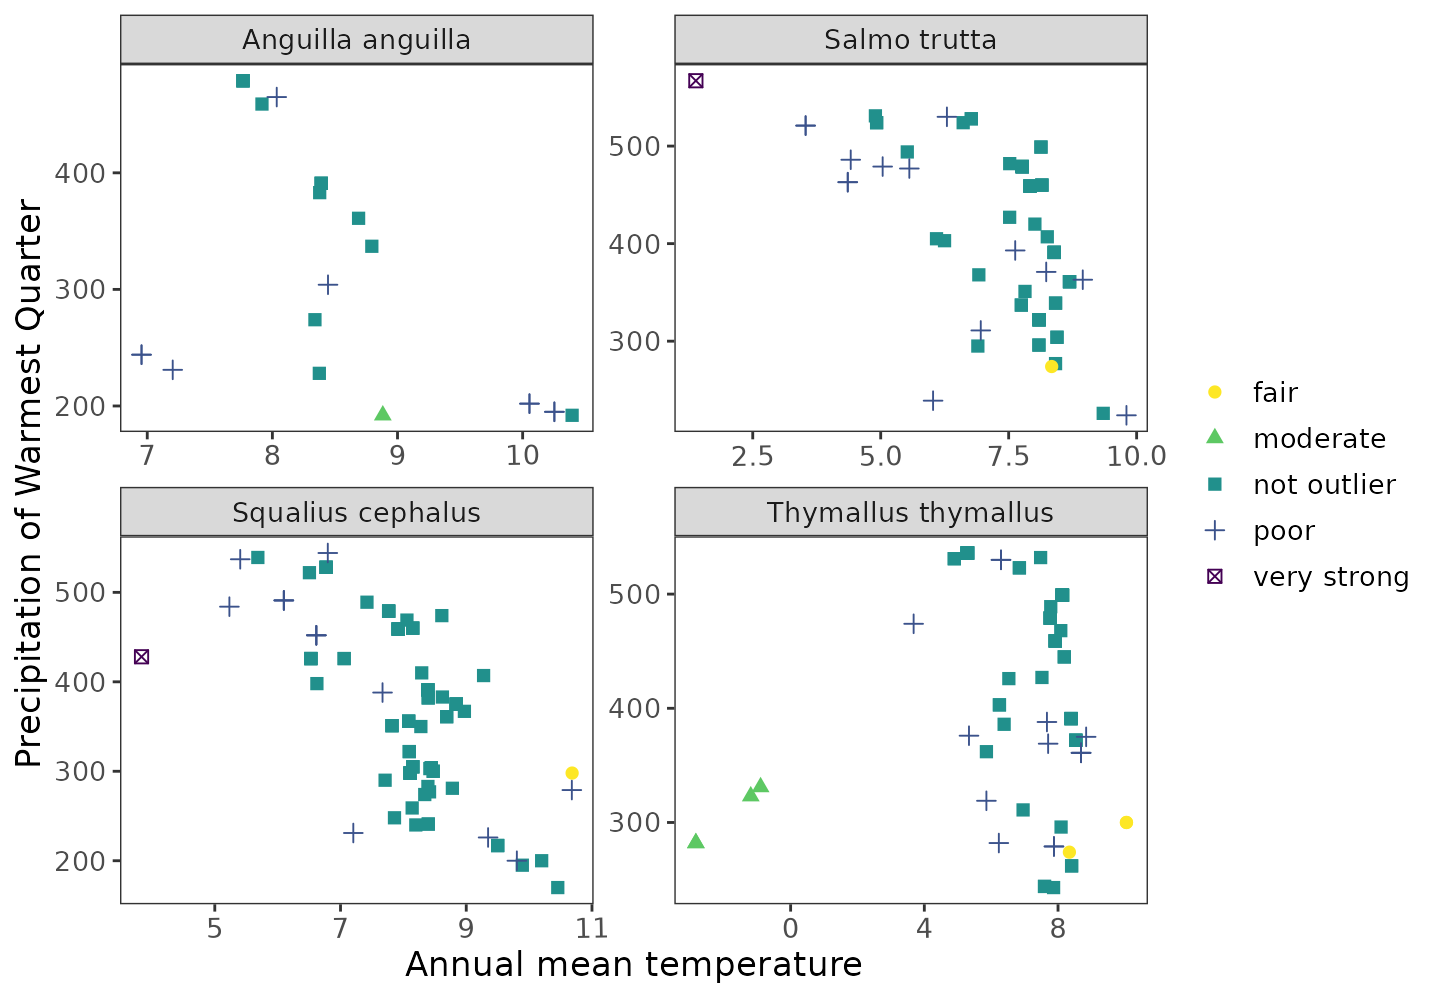 Anguilla anguilla
Salmo trutta
400
300
200
500
400
300
7 8 9 10
2.5 5.0 7.5 10.0
Squalius cephalus
Thymallus thymallus
500
400
300
200
500
400
300
5 7 9 11
0 4 8
Precipitation of Warmest Quarter
Annual mean temperature
fair
moderate
not outlier
poor
very strong